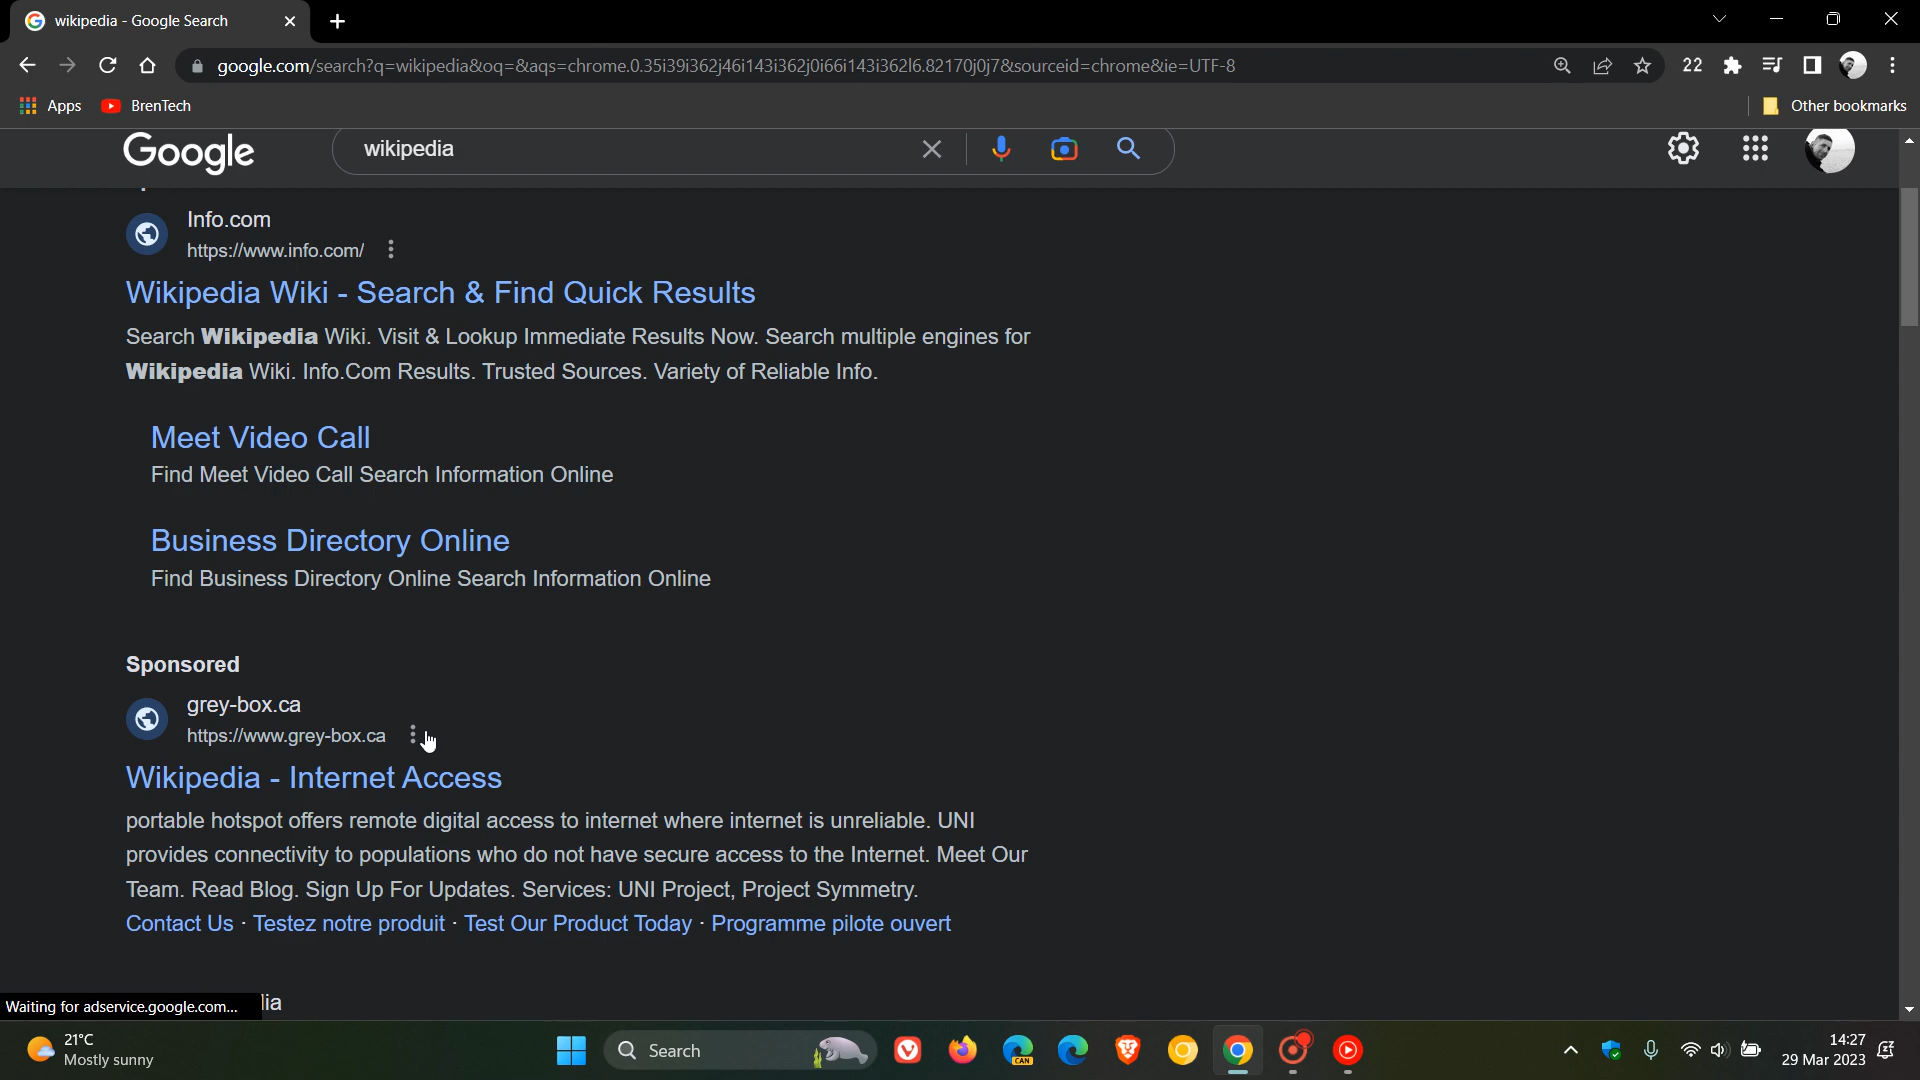 wikipedia - Google Search
google.com/search?q=wikipedia&oq=&aqs=chrome.0.35i39i362j46i143i362j0i66i143i362l6.82170j0j7&sourceid=chrome&ie=UTF-8
22
Apps
BrenTech
Other bookmarks
Google
wikipedia
Info.com
https://www.info.com/
Wikipedia Wiki - Search & Find Quick Results
Search Wikipedia Wiki. Visit & Lookup Immediate Results Now. Search multiple engines for
Wikipedia Wiki. Info.Com Results. Trusted Sources. Variety of Reliable Info.
Meet Video Call
Find Meet Video Call Search Information Online
Business Directory Online
Find Business Directory Online Search Information Online
Sponsored
grey-box.ca
https://www.grey-box.ca
Wikipedia - Internet Access
portable hotspot offers remote digital access to internet where internet is unreliable. UNI
provides connectivity to populations who do not have secure access to the Internet. Meet Our
Team. Read Blog. Sign Up For Updates. Services: UNI Project, Project Symmetry.
Contact Us · Testez notre produit · Test Our Product Today · Programme pilote ouvert
Waiting for adservice.google.com...
21°C
Mostly sunny
Search
CAN
14:27
29 Mar 2023